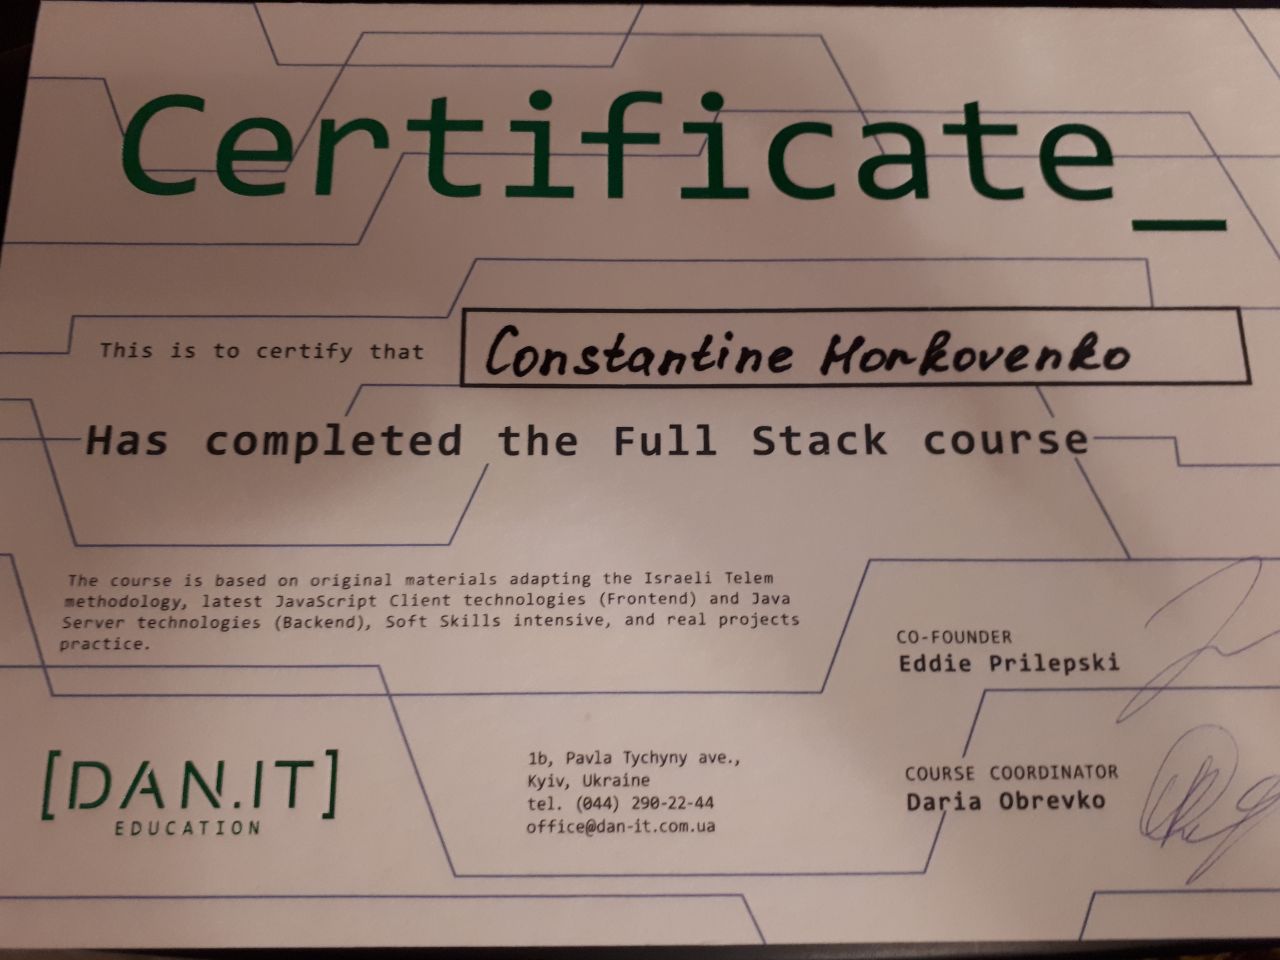 Certificate_
This is to certify that Constantine Horkovenko
Has completed the Full Stack course
The course is based on original materials adapting the Israeli Telem
methodology, latest JavaScript Client technologies (Frontend) and Java
Server technologies (Backend), Soft Skills intensive, and real projects
practice.
CO-FOUNDER
Eddie Prilepski
[DAN.IT]
EDUCATION
1b, Pavla Tychyny ave.,
Kyiv, Ukraine
tel. (044) 290-22-44
office@dan-it.com.ua
COURSE COORDINATOR
Daria Obrevko